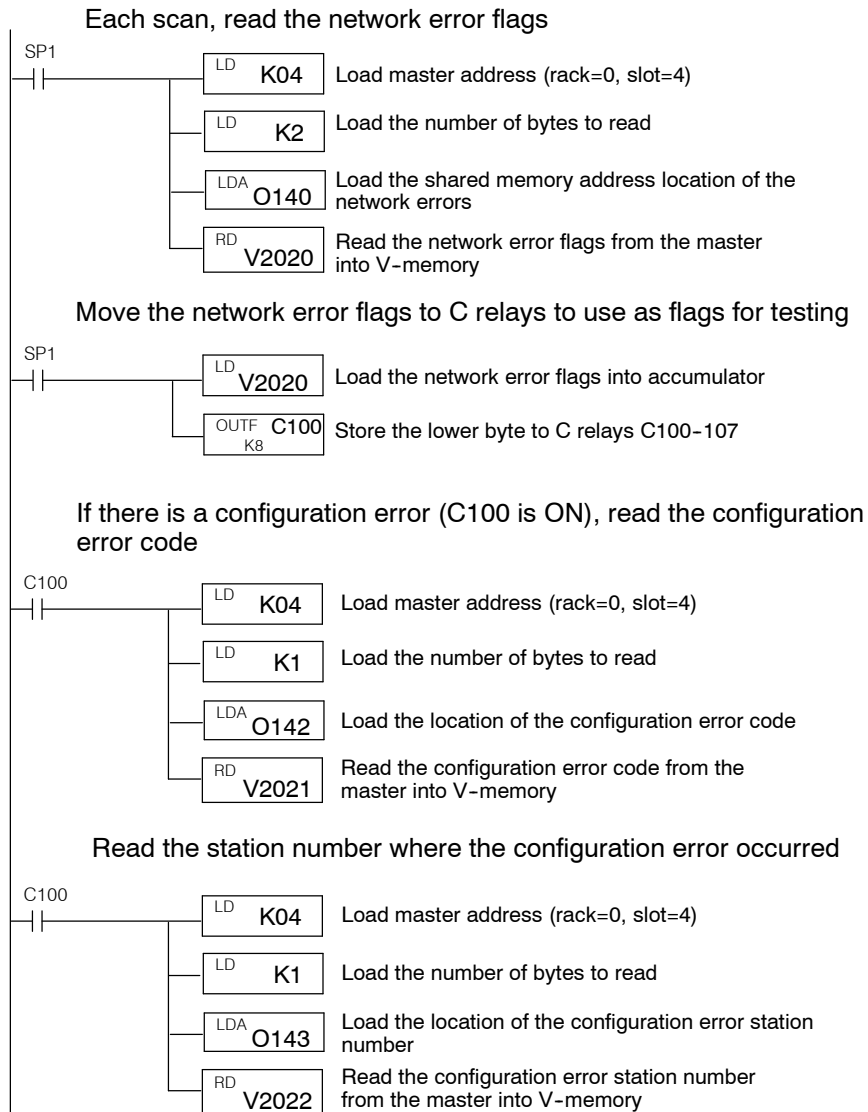 Each scan, read the network error flags
SP1
LD K04 Load master address (rack=0, slot=4)
LD K2 Load the number of bytes to read
LDA O140 Load the shared memory address location of the
network errors
RD V2020 Read the network error flags from the master
into V-memory
Move the network error flags to C relays to use as flags for testing
SP1
LD V2020 Load the network error flags into accumulator
OUTF C100 Store the lower byte to C relays C100-107
K8
If there is a configuration error (C100 is ON), read the configuration
error code
C100
LD K04 Load master address (rack=0, slot=4)
LD K1 Load the number of bytes to read
LDA O142 Load the location of the configuration error code
RD V2021 Read the configuration error code from the
master into V-memory
Read the station number where the configuration error occurred
C100
LD K04 Load master address (rack=0, slot=4)
LD K1 Load the number of bytes to read
LDA O143 Load the location of the configuration error station
number
RD V2022 Read the configuration error station number
from the master into V-memory